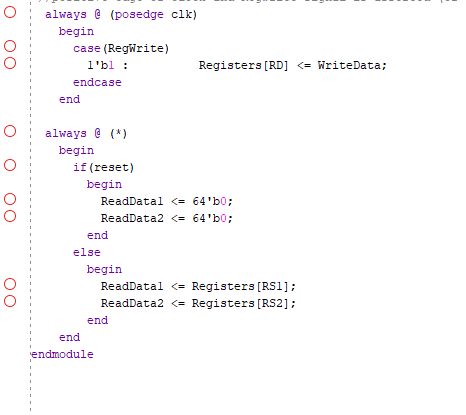 always @ (posedge clk)
begin
case(RegWrite)
1'b1 : Registers[RD] <= WriteData;
endcase
end
always @ (*)
begin
if(reset)
begin
ReadData1 <= 64'b0;
ReadData2 <= 64'b0;
end
else
begin
ReadData1 <= Registers[RS1];
ReadData2 <= Registers[RS2];
end
end
endmodule